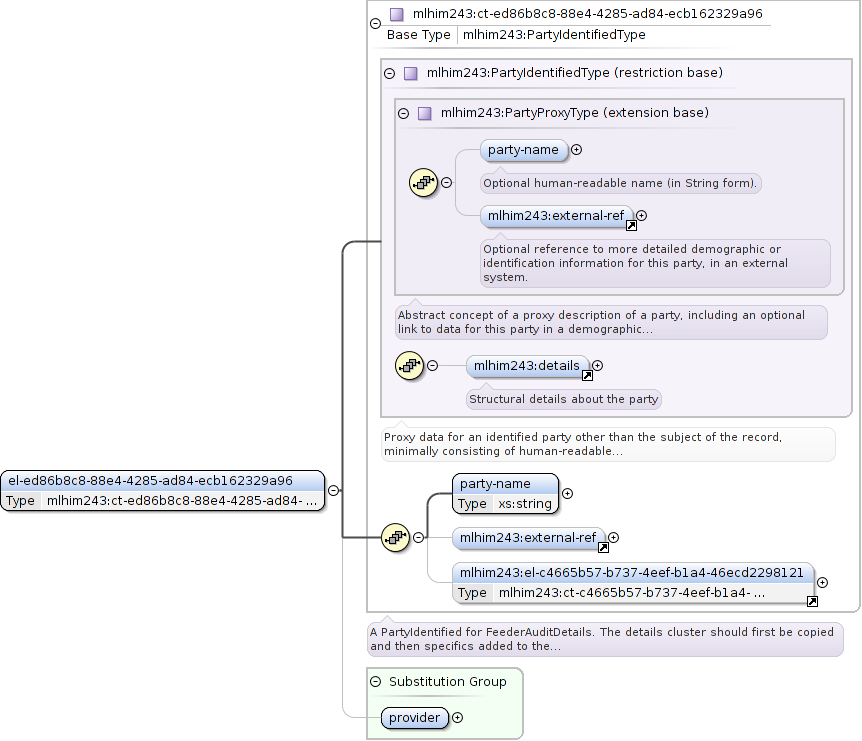 mlhim243:ct-ed86b8c8-88e4-4285-ad84-ecb162329a96
Base Type mlhim243:PartyIdentifiedType
mlhim243:PartyIdentifiedType (restriction base)
mlhim243:PartyProxyType (extension base)
party-name
Optional human-readable name (in String form).
mlhim243:external-ref
Optional reference to more detailed demographic or
identification information for this party, in an external
system.
Abstract concept of a proxy description of a party, including an optional
link to data for this party in a demographic...
mlhim243:details
Structural details about the party
Proxy data for an identified party other than the subject of the record,
minimally consisting of human-readable...
el-ed86b8c8-88e4-4285-ad84-ecb162329a96
Type mlhim243:ct-ed86b8c8-88e4-4285-ad84- ...
party-name
Type xs:string
mlhim243:external-ref
mlhim243:el-c4665b57-b737-4eef-b1a4-46ecd2298121
Type mlhim243:ct-c4665b57-b737-4eef-b1a4- ...
A PartyIdentified for FeederAuditDetails. The details cluster should first be copied
and then specifics added to the...
Substitution Group
provider